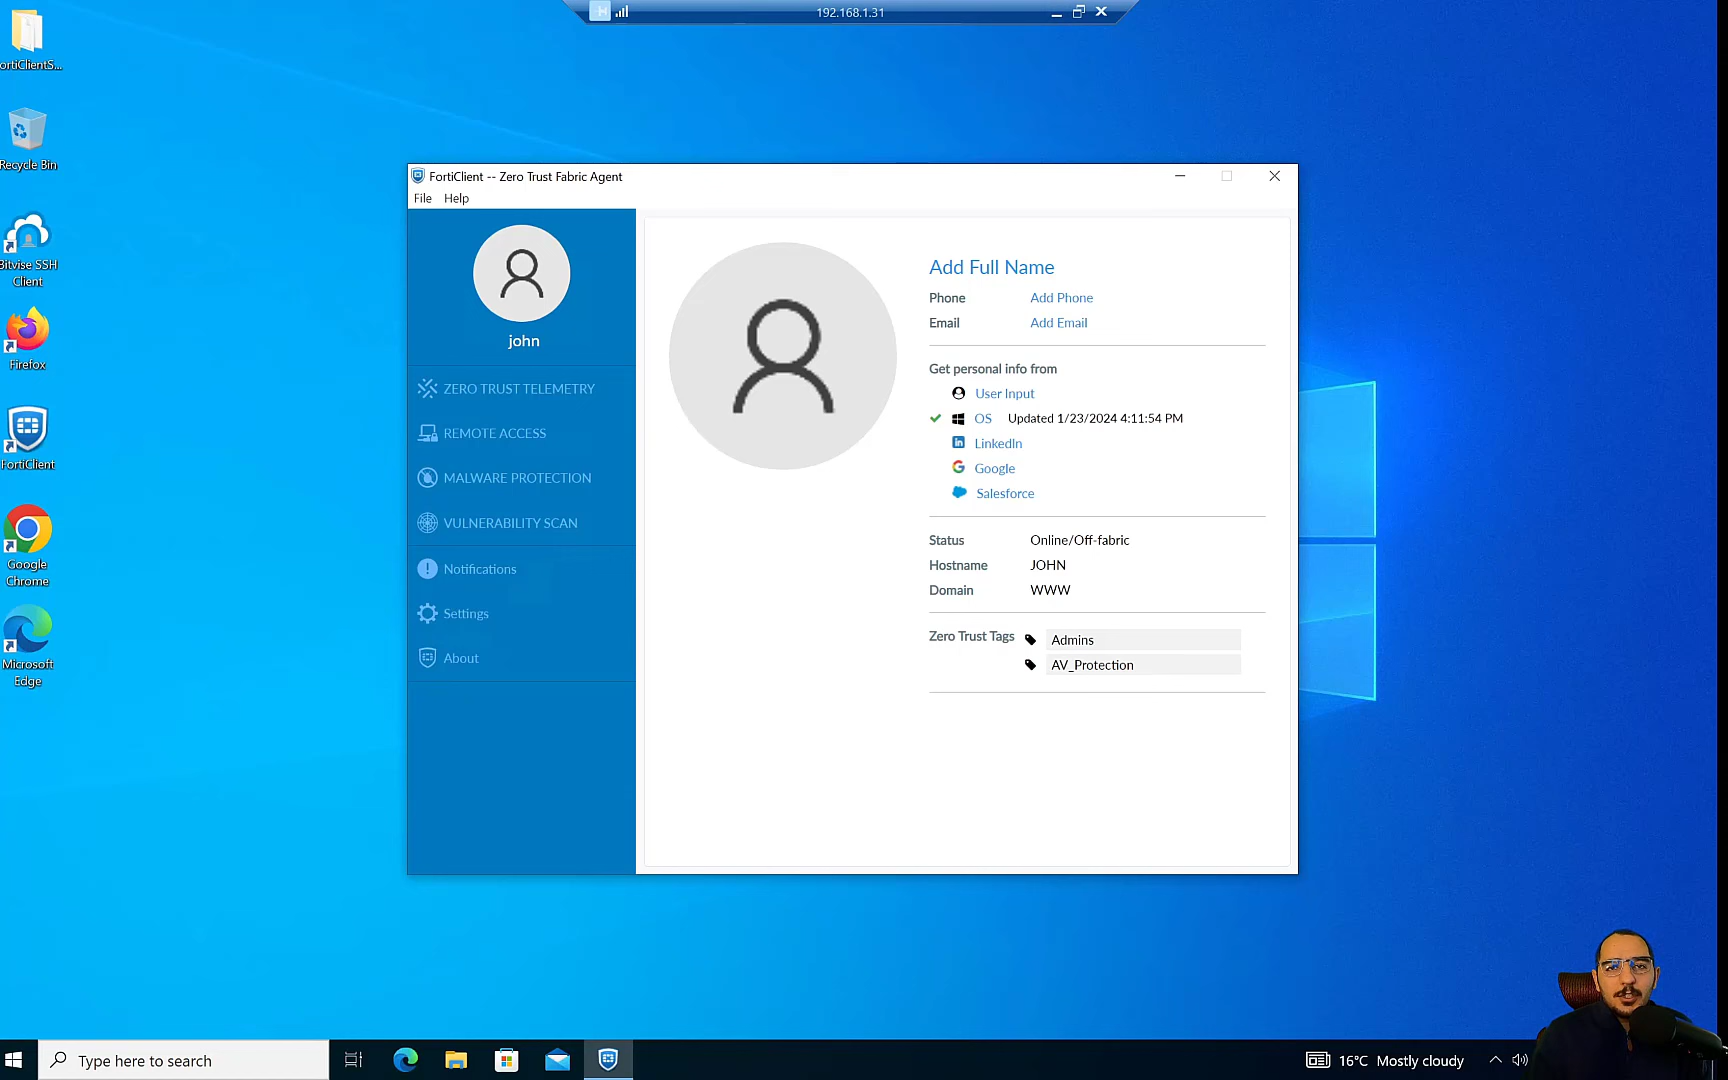 192.168.1.31
ortiClientS...
Recycle Bin
Bitvise SSH
Client
Firefox
FortiClient
Google
Chrome
Microsoft
Edge
FortiClient -- Zero Trust Fabric Agent
File Help
john
ZERO TRUST TELEMETRY
REMOTE ACCESS
MALWARE PROTECTION
VULNERABILITY SCAN
Notifications
Settings
About
Add Full Name
Phone Add Phone
Email Add Email
Get personal info from
User Input
OS Updated 1/23/2024 4:11:54 PM
LinkedIn
Google
Salesforce
Status Online/Off-fabric
Hostname JOHN
Domain WWW
Zero Trust Tags Admins
AV_Protection
Type here to search
16°C Mostly cloudy